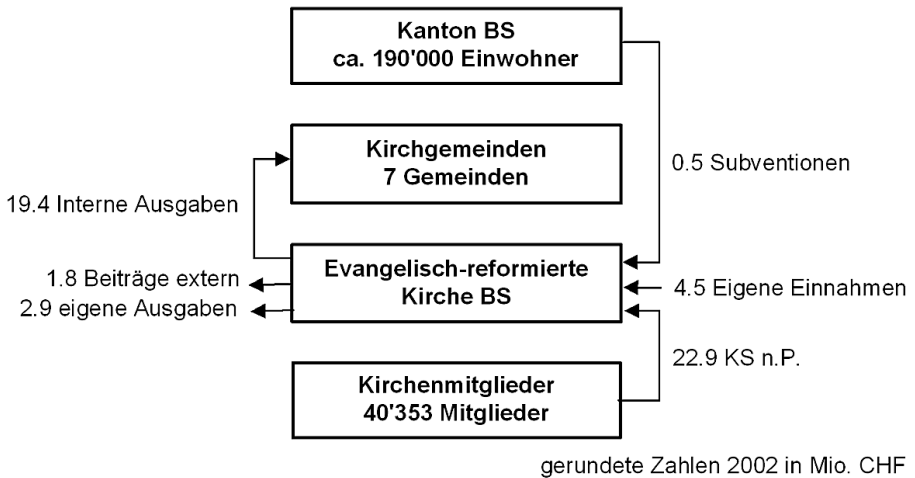 Kanton BS
ca. 190'000 Einwohner
Kirchgemeinden
7 Gemeinden
0.5 Subventionen
19.4 Interne Ausgaben
Evangelisch-reformierte
Kirche BS
1.8 Beiträge extern
2.9 eigene Ausgaben
4.5 Eigene Einnahmen
22.9 KS n.P.
Kirchenmitglieder
40'353 Mitglieder
gerundete Zahlen 2002 in Mio. CHF